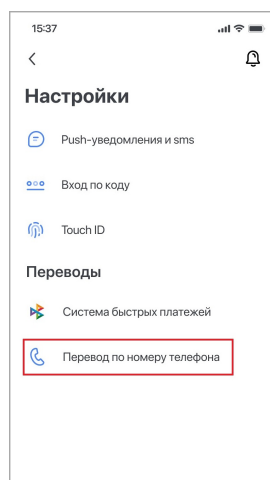 15:37
Настройки
Push-уведомления и sms
Вход по коду
Touch ID
Переводы
Система быстрых платежей
Перевод по номеру телефона